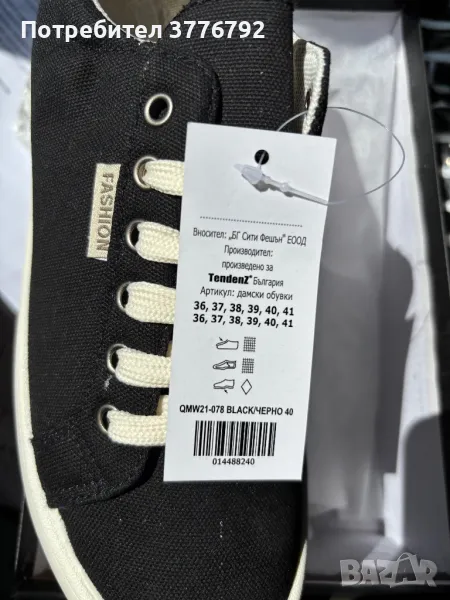 Потребител 3776792
FASHION
Вносител: „БГ Сити Фешън" ЕООД
Производител:
произведено за
TendenZ® България
Артикул: дамски обувки
36, 37, 38, 39, 40, 41
36, 37, 38, 39, 40, 41
QMW21-078 BLACK/ЧЕРНО 40
014488240
BAZAR